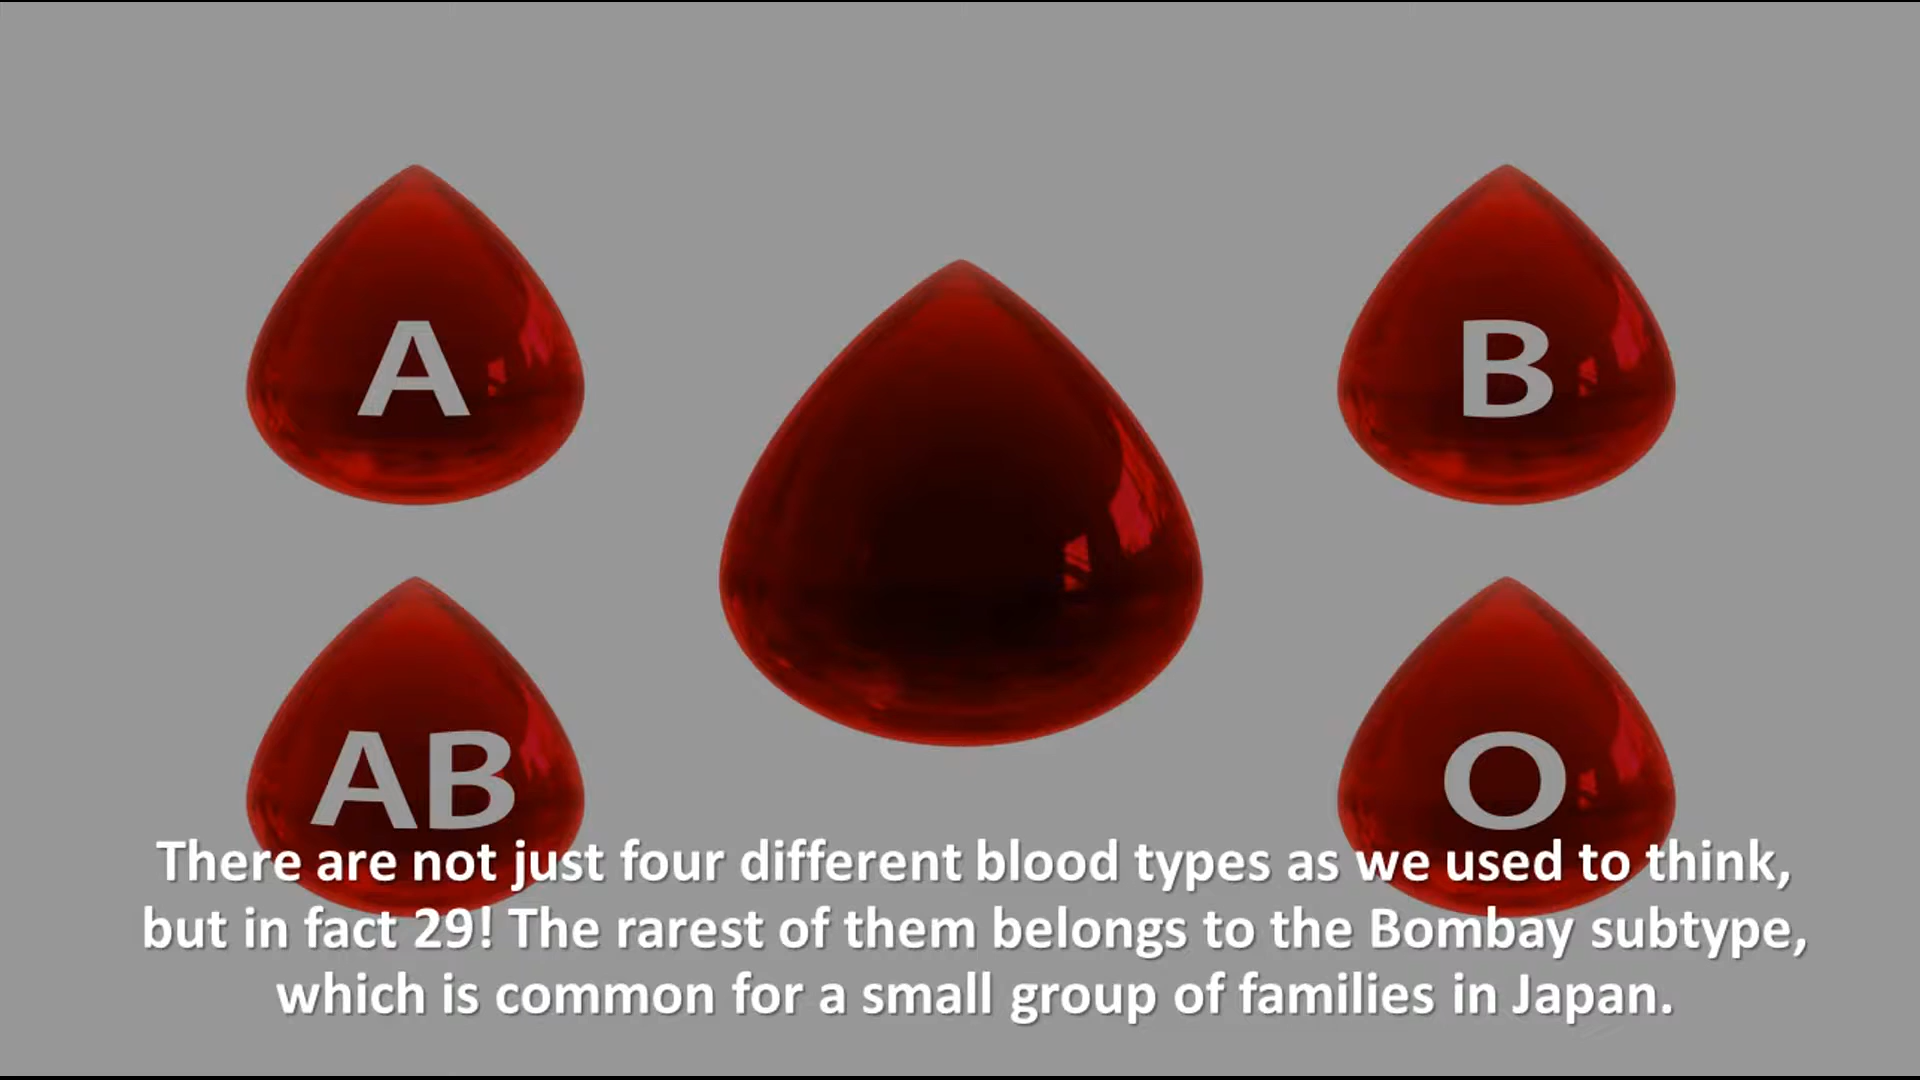 A
B
AB
O
There are not just four different blood types as we used to think,
but in fact 29! The rarest of them belongs to the Bombay subtype,
which is common for a small group of families in Japan.